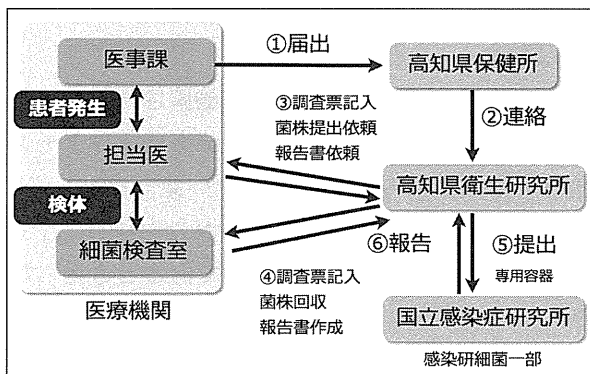 医事課
①届出
高知県保健所
患者発生
③調査票記入
菌株提出依頼
報告書依頼
②連絡
担当医
高知県衛生研究所
検体
細菌検査室
⑥報告
⑤提出
専用容器
④調査票記入
菌株回収
報告書作成
医療機関
国立感染症研究所
感染研細菌一部